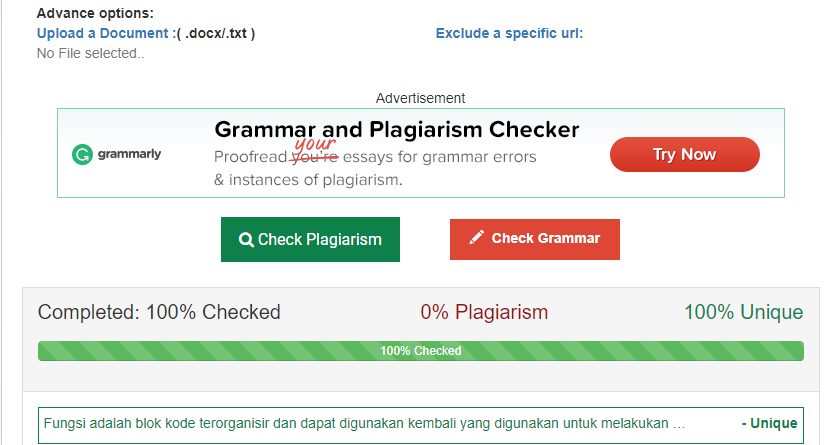 Advance options:
Upload a Document :( .docx/.txt ) Exclude a specific url:
No File selected..
Advertisement
grammarly
Grammar and Plagiarism Checker
your
Proofread you're essays for grammar errors
& instances of plagiarism.
Try Now
Check Plagiarism Check Grammar
Completed: 100% Checked 0% Plagiarism 100% Unique
100% Checked
Fungsi adalah blok kode terorganisir dan dapat digunakan kembali yang digunakan untuk melakukan ... - Unique